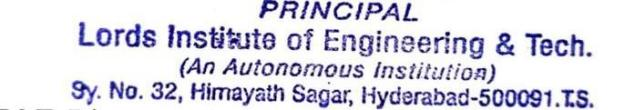 PRINCIPAL
Lords Institute of Engineering & Tech.
(An Autonomous Institution)
Sy. No. 32, Himayath Sagar, Hyderabad-500091.T.S.